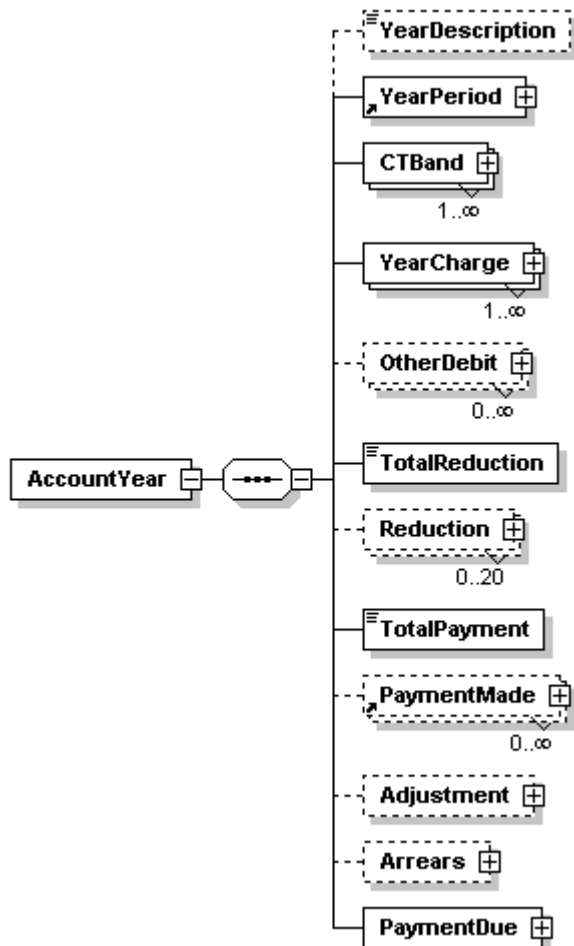 YearDescription
YearPeriod
CTBand
1..∞
YearCharge
1..∞
OtherDebit
0..∞
AccountYear
TotalReduction
Reduction
0..20
TotalPayment
PaymentMade
0..∞
Adjustment
Arrears
PaymentDue